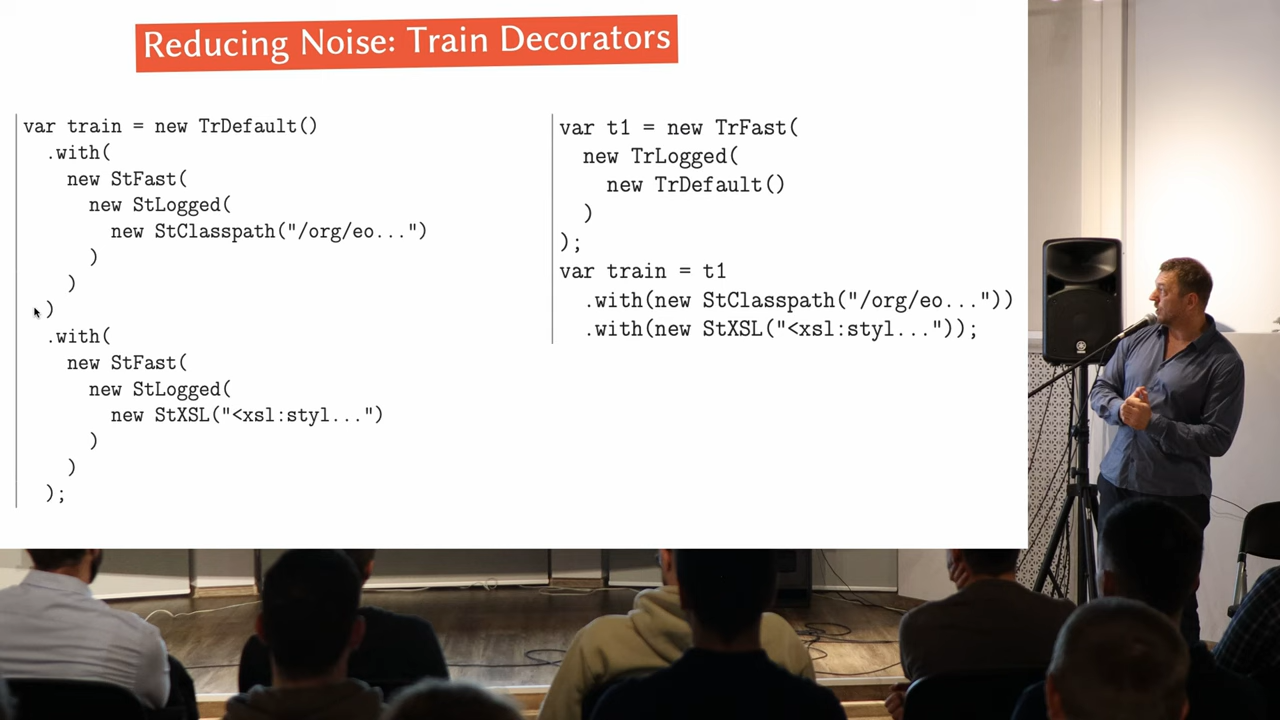 Reducing Noise: Train Decorators
var train = new TrDefault()
.with(
new StFast(
new StLogged(
new StClasspath("/org/eo...")
)
)
)
.with(
new StFast(
new StLogged(
new StXSL("<xsl:styl...")
)
)
);
var t1 = new TrFast(
new TrLogged(
new TrDefault()
)
);
var train = t1
.with(new StClasspath("/org/eo..."))
.with(new StXSL("<xsl:styl..."));